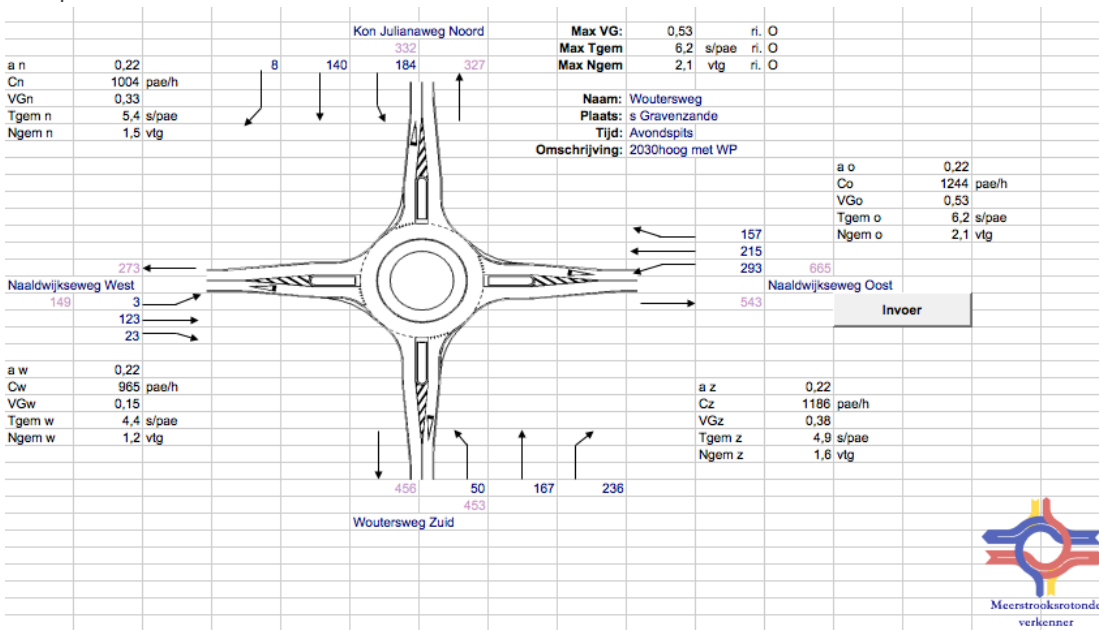 Kon Julianaweg Noord Max VG: 0,53 ri. O
332 Max Tgem 6,2 s/pae ri. O
a n 0,22 8 140 184 327 Max Ngem 2,1 vtg ri. O
Cn 1004 pae/h
VGn 0,33 Naam: Woutersweg
Tgem n 5,4 s/pae Plaats: s Gravenzande
Ngem n 1,5 vtg Tijd: Avondspits
Omschrijving: 2030hoog met WP
a o 0,22
Co 1244 pae/h
VGo 0,53
Tgem o 6,2 s/pae
157 Ngem o 2,1 vtg
215
273 293 665
Naaldwijkseweg West Naaldwijkseweg Oost
149 3 543 Invoer
123
23
a w 0,22
Cw 965 pae/h a z 0,22
VGw 0,15 Cz 1186 pae/h
Tgem w 4,4 s/pae VGz 0,38
Ngem w 1,2 vtg Tgem z 4,9 s/pae
Ngem z 1,6 vtg
456 50 167 236
453
Woutersweg Zuid
Meerstrooksrotonde
verkenner